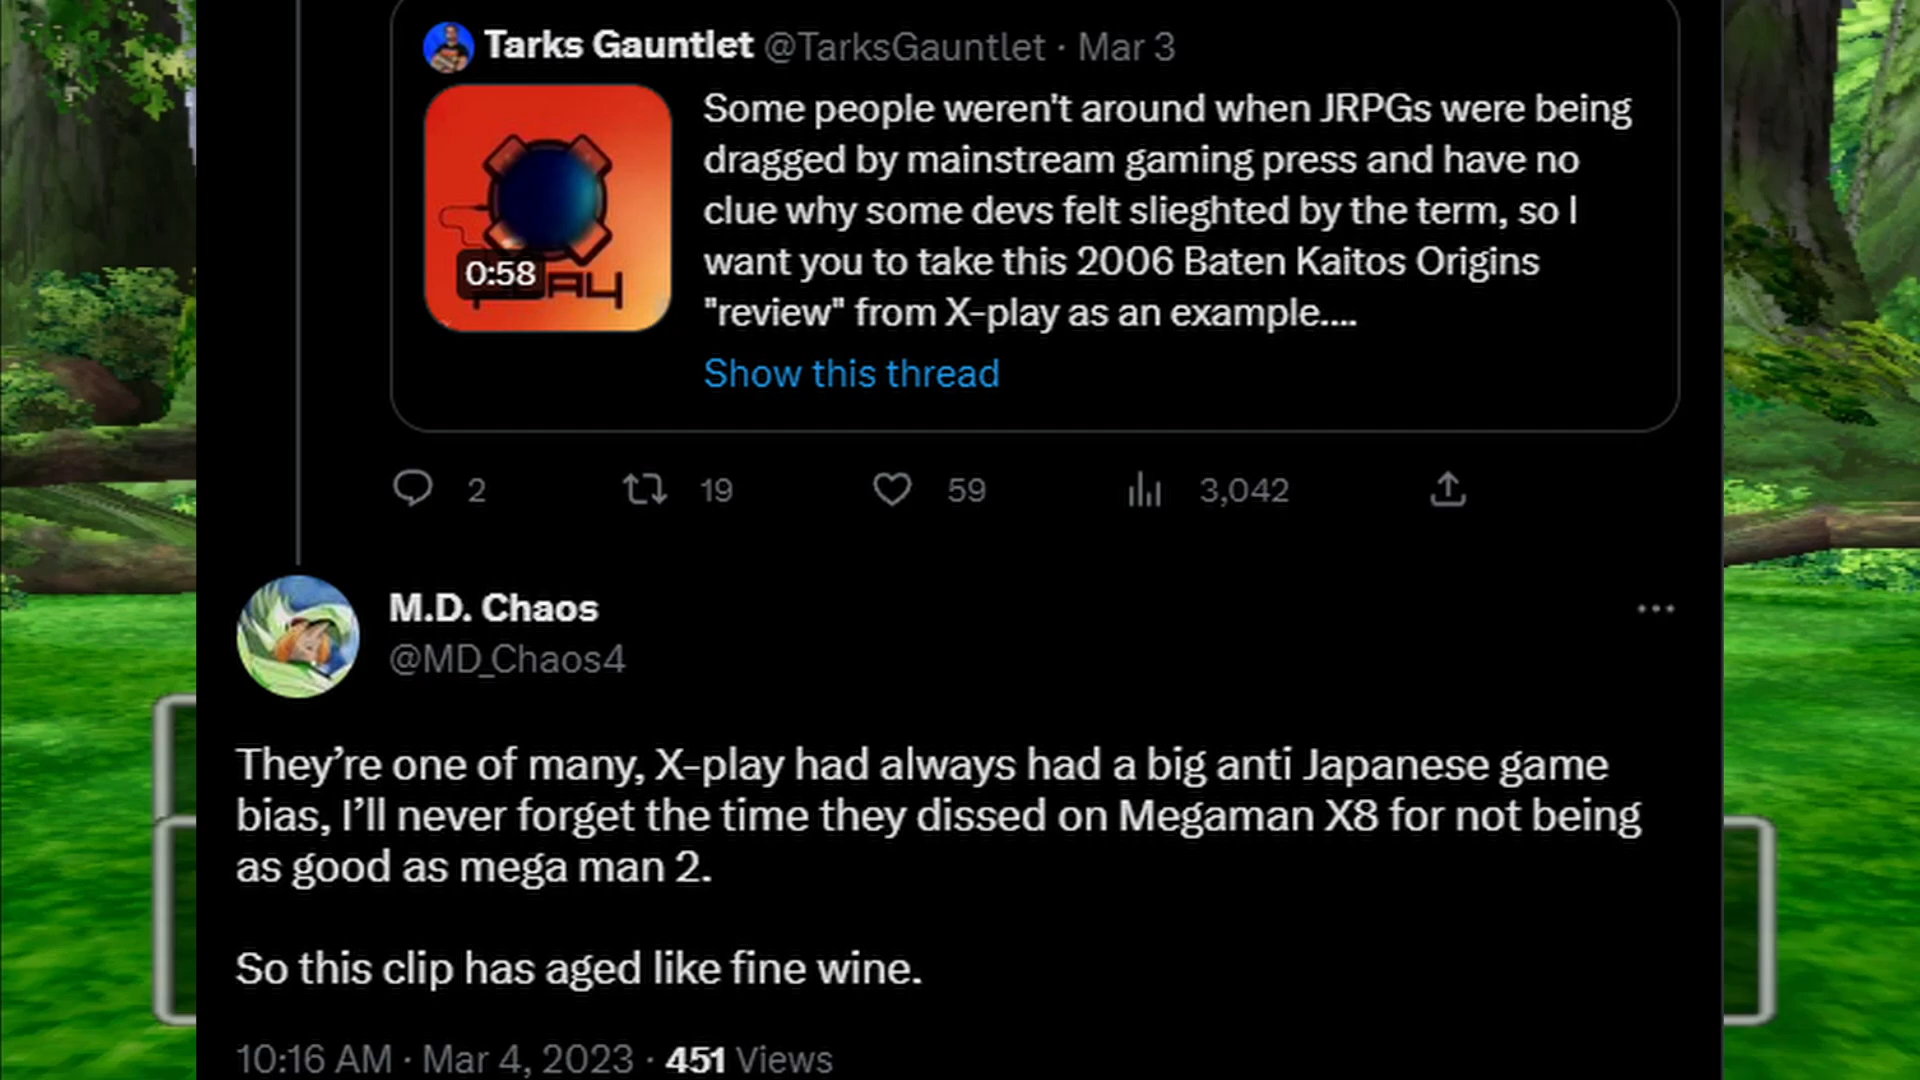 Tarks Gauntlet @TarksGauntlet · Mar 3
Some people weren't around when JRPGs were being
dragged by mainstream gaming press and have no
clue why some devs felt slieghted by the term, so I
want you to take this 2006 Baten Kaitos Origins
"review" from X-play as an example....
0:58
Show this thread
2 19 59 3,042
M.D. Chaos
@MD_Chaos4
They’re one of many, X-play had always had a big anti Japanese game
bias, I’ll never forget the time they dissed on Megaman X8 for not being
as good as mega man 2.
So this clip has aged like fine wine.
10:16 AM · Mar 4, 2023 · 451 Views